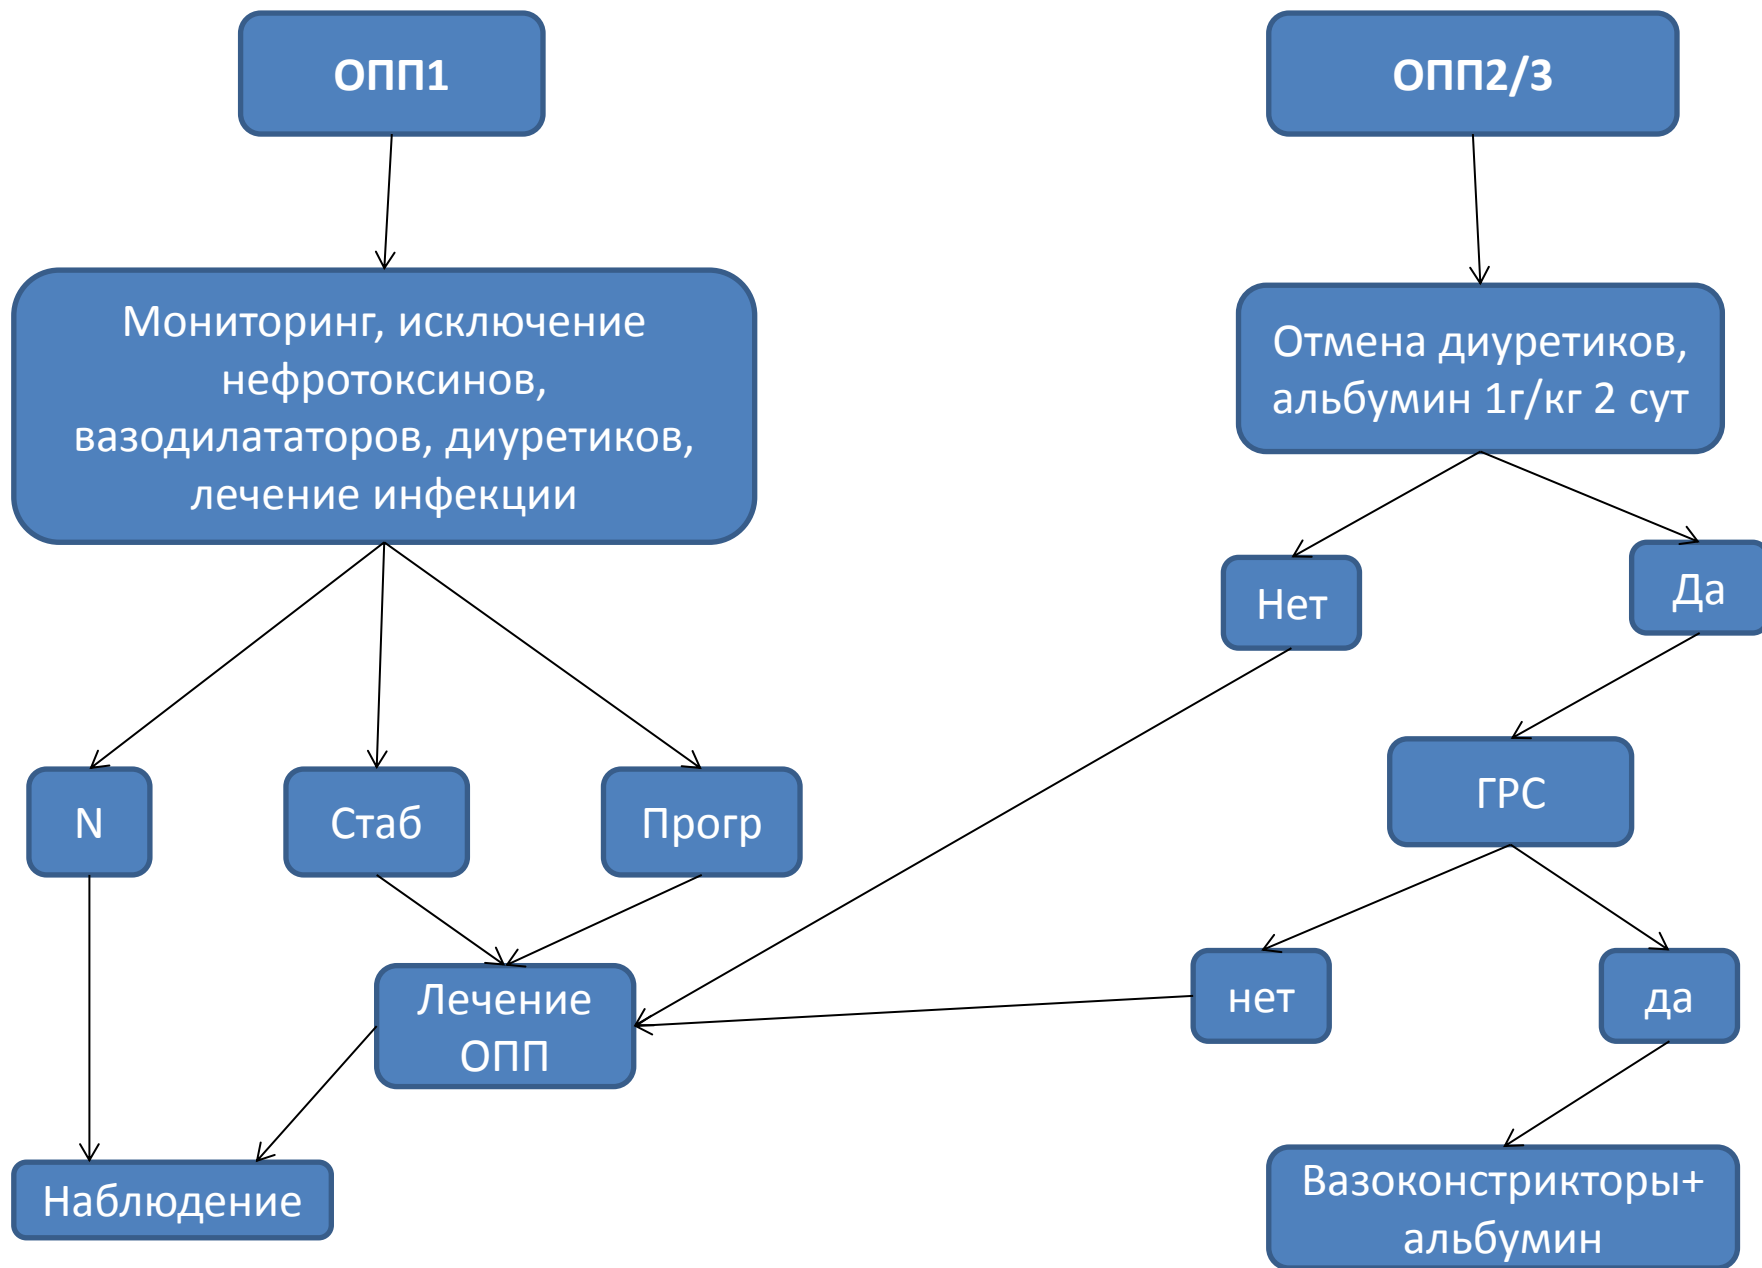 ОПП1
ОПП2/3
Мониторинг, исключение
нефротоксинов,
вазодилататоров, диуретиков,
лечение инфекции
Отмена диуретиков,
альбумин 1г/кг 2 сут
Нет
Да
N
Стаб
Прогр
ГРС
Лечение
ОПП
нет
да
Наблюдение
Вазоконстрикторы+
альбумин